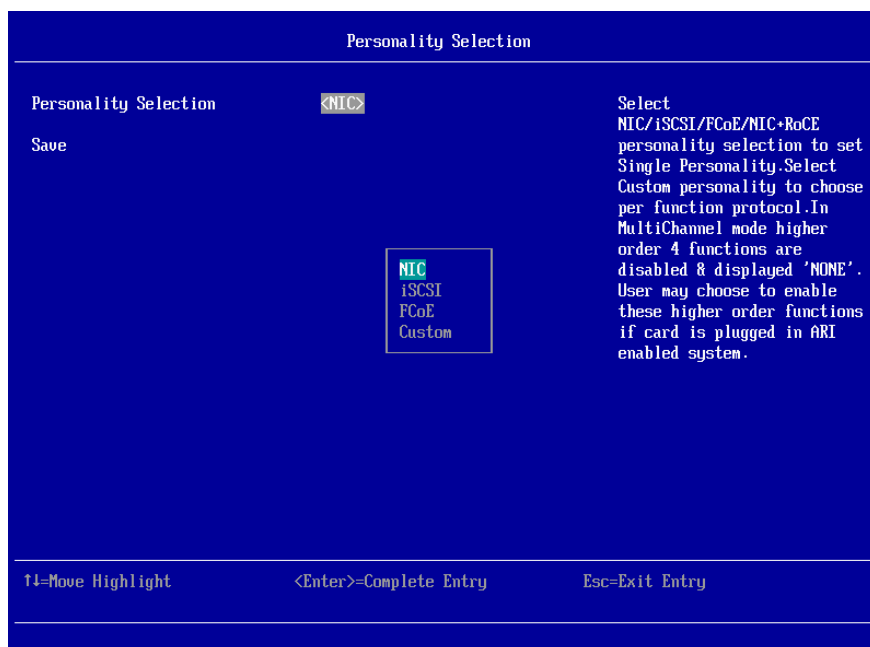 Personality Selection
Personality Selection <NIC>
Save
Select
NIC/iSCSI/FCoE/NIC+RoCE
personality selection to set
Single Personality.Select
Custom personality to choose
per function protocol.In
MultiChannel mode higher
order 4 functions are
disabled & displayed 'NONE'.
User may choose to enable
these higher order functions
if card is plugged in ARI
enabled system.
NIC
iSCSI
FCoE
Custom
↑↓=Move Highlight <Enter>=Complete Entry Esc=Exit Entry